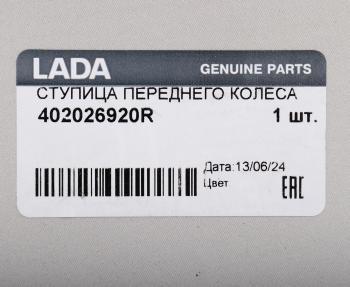 LADA GENUINE PARTS
СТУПИЦА ПЕРЕДНЕГО КОЛЕСА
402026920R 1 шт.
Дата:13/06/24
Цвет
EAC